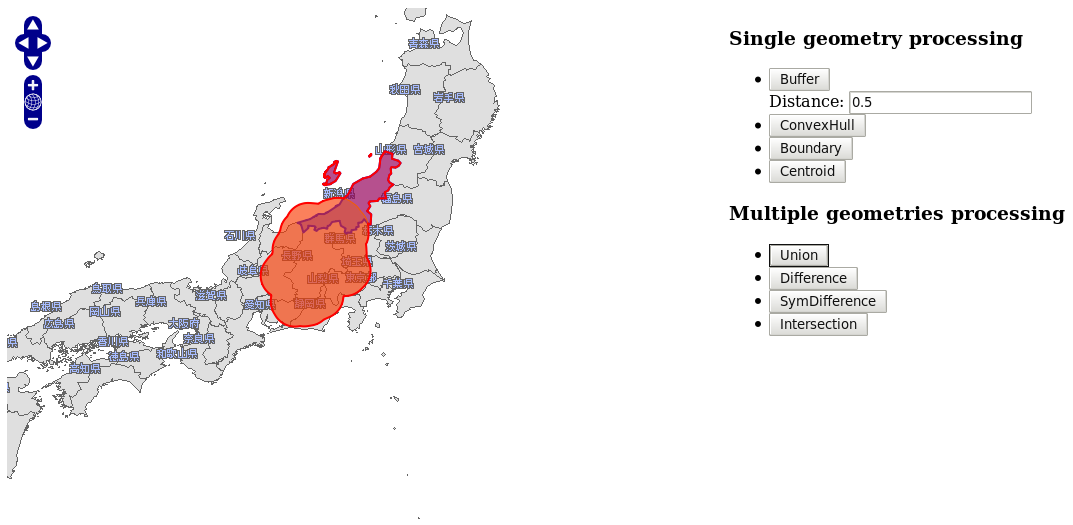 青森県
秋田県
岩手県
山形県 宮城県
新潟県
福島県
石川県
栃木県
群馬県
茨城県
長野県
埼玉県
岐阜県
山梨県
東京都
千葉県
鳥取県
滋賀県
兵庫県
島根県
岡山県
愛知県
静岡県
広島県
大阪府
奈良県
香川県
徳島県
和歌山県
高知県
Single geometry processing
Buffer
Distance: 0.5
ConvexHull
Boundary
Centroid
Multiple geometries processing
Union
Difference
SymDifference
Intersection